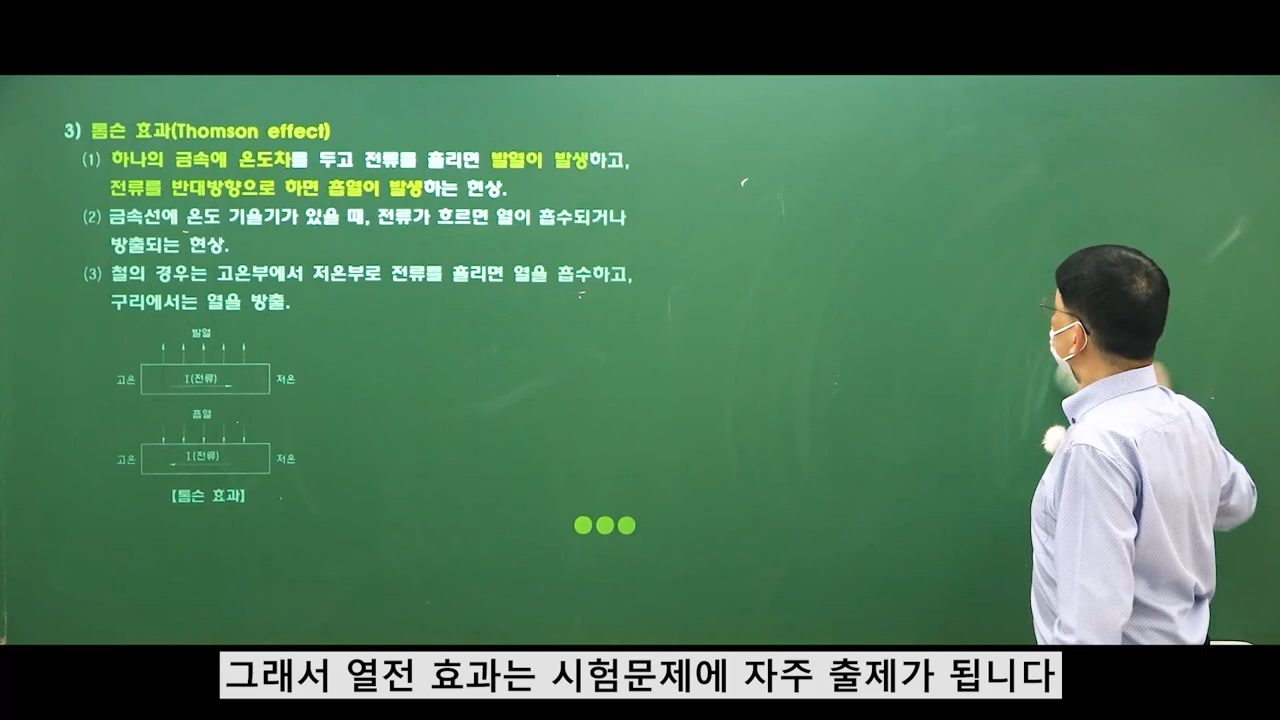 3) 톰슨 효과(Thomson effect)
(1) 하나의 금속에 온도차를 두고 전류를 흘리면 발열이 발생하고,
전류를 반대방향으로 하면 흡열이 발생하는 현상.
(2) 금속선에 온도 기울기가 있을 때, 전류가 흐르면 열이 흡수되거나
방출되는 현상.
(3) 철의 경우는 고온부에서 저온부로 전류를 흘리면 열을 흡수하고,
구리에서는 열을 방출.
발열
고온 I(전류) 저온
흡열
고온 I(전류) 저온
【톰슨 효과】
그래서 열전 효과는 시험문제에 자주 출제가 됩니다